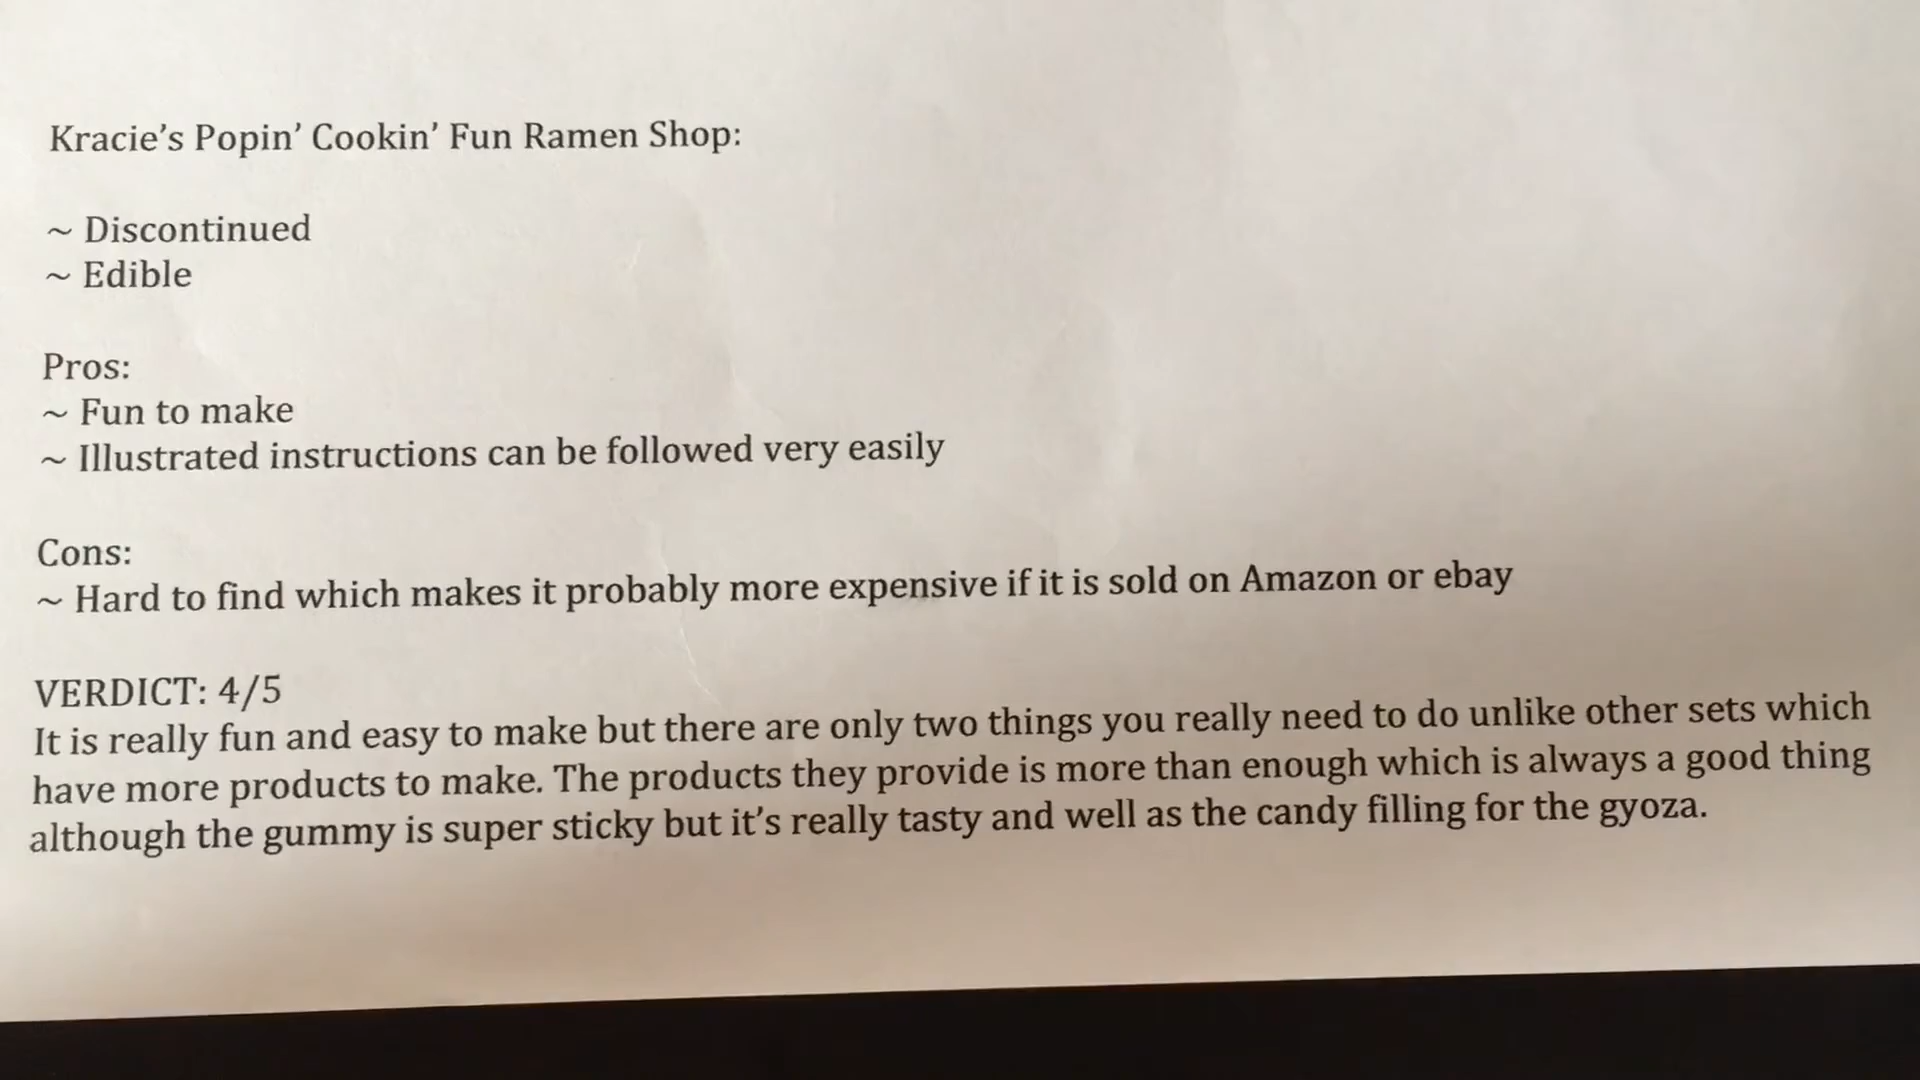 Kracie’s Popin’ Cookin’ Fun Ramen Shop:
~ Discontinued
~ Edible
Pros:
~ Fun to make
~ Illustrated instructions can be followed very easily
Cons:
~ Hard to find which makes it probably more expensive if it is sold on Amazon or ebay
VERDICT: 4/5
It is really fun and easy to make but there are only two things you really need to do unlike other sets which
have more products to make. The products they provide is more than enough which is always a good thing
although the gummy is super sticky but it’s really tasty and well as the candy filling for the gyoza.